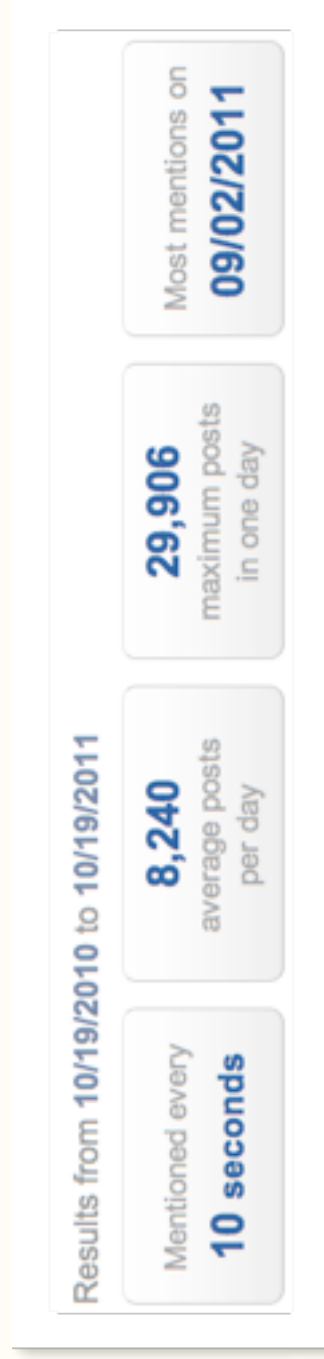 Results from 10/19/2010 to 10/19/2011
Mentioned every
10 seconds
8,240
average posts
per day
29,906
maximum posts
in one day
Most mentions on
09/02/2011